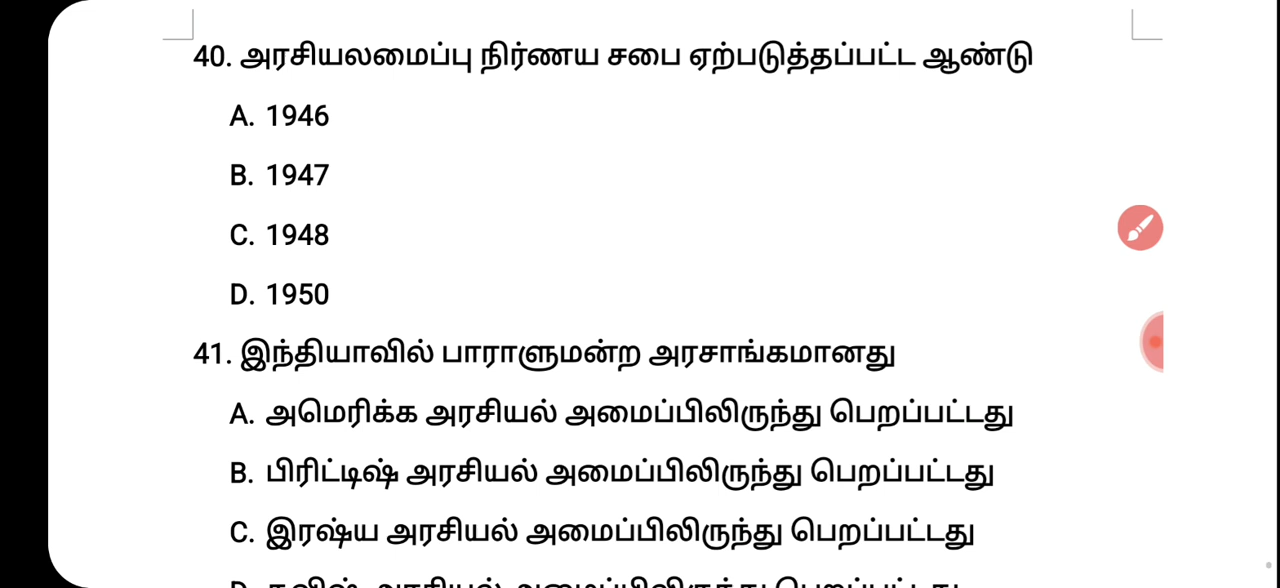 40. அரசியலமைப்பு நிர்ணய சபை ஏற்படுத்தப்பட்ட ஆண்டு
A. 1946
B. 1947
C. 1948
D. 1950
41. இந்தியாவில் பாராளுமன்ற அரசாங்கமானது
A. அமெரிக்க அரசியல் அமைப்பிலிருந்து பெறப்பட்டது
B. பிரிட்டிஷ் அரசியல் அமைப்பிலிருந்து பெறப்பட்டது
C. இரஷ்ய அரசியல் அமைப்பிலிருந்து பெறப்பட்டது